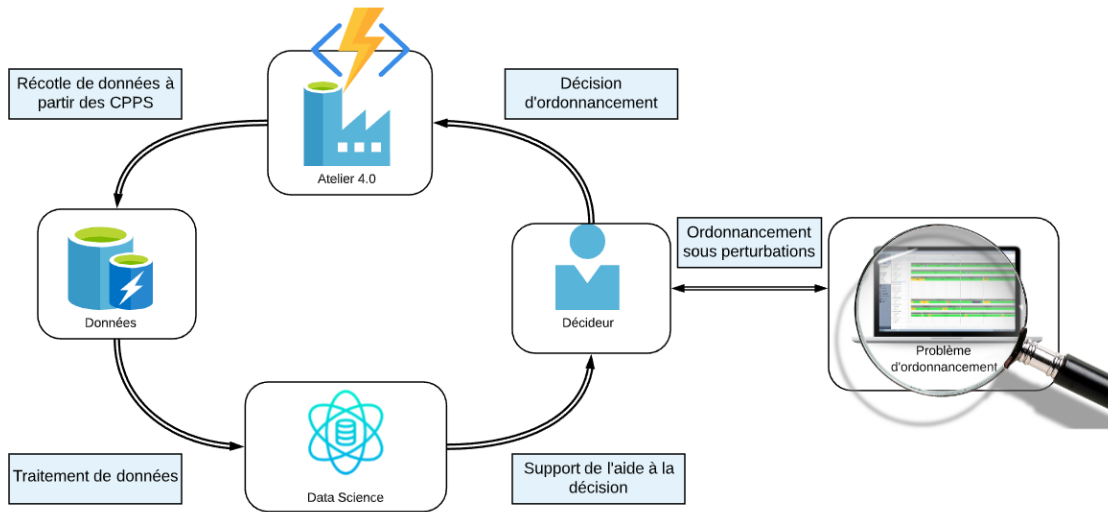 Récotle de données à
partir des CPPS
Décision
d'ordonnancement
Atelier 4.0
Ordonnancement
sous perturbations
Données
Décideur
Problème
d'ordonnancement
Traitement de données
Data Science
Support de l'aide à la
décision